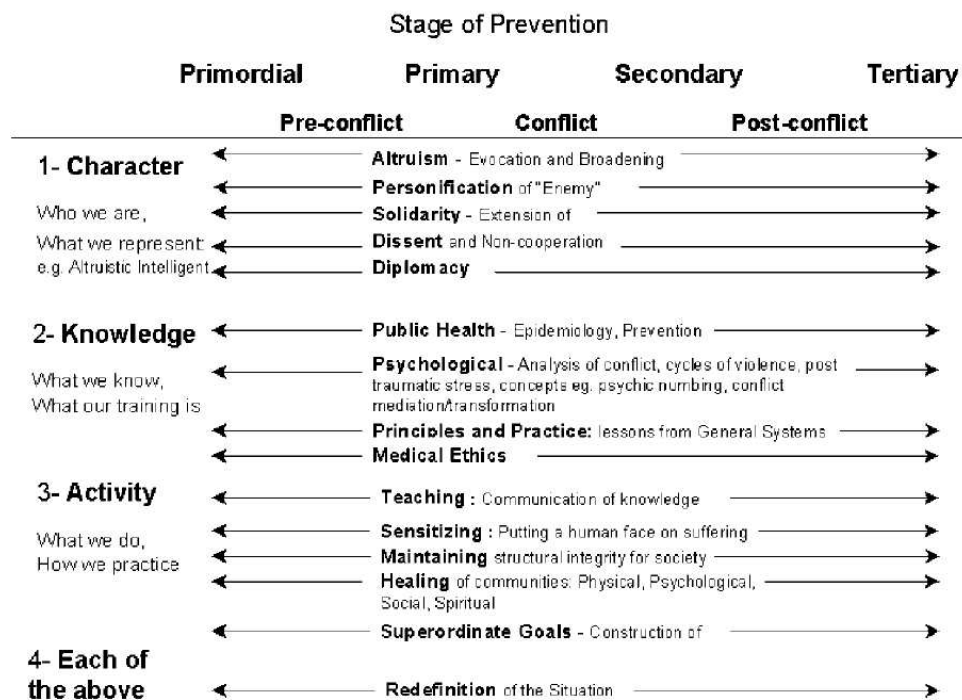 Stage of Prevention
Primordial Primary Secondary Tertiary
Pre-conflict Conflict Post-conflict
1- Character
Who we are,
What we represent:
e.g. Altruistic Intelligent
Altruism - Evocation and Broadening
Personification of "Enemy"
Solidarity - Extension of
Dissent and Non-cooperation
Diplomacy
2- Knowledge
What we know,
What our training is
Public Health - Epidemiology, Prevention
Psychological - Analysis of conflict, cycles of violence, post
traumatic stress, concepts eg. psychic numbing, conflict
mediation/transformation
Principles and Practice: lessons from General Systems
Medical Ethics
3- Activity
What we do,
How we practice
Teaching : Communication of knowledge
Sensitizing : Putting a human face on suffering
Maintaining structural integrity for society
Healing of communities: Physical, Psychological,
Social, Spiritual
Superordinate Goals - Construction of
4- Each of
the above
Redefinition of the Situation